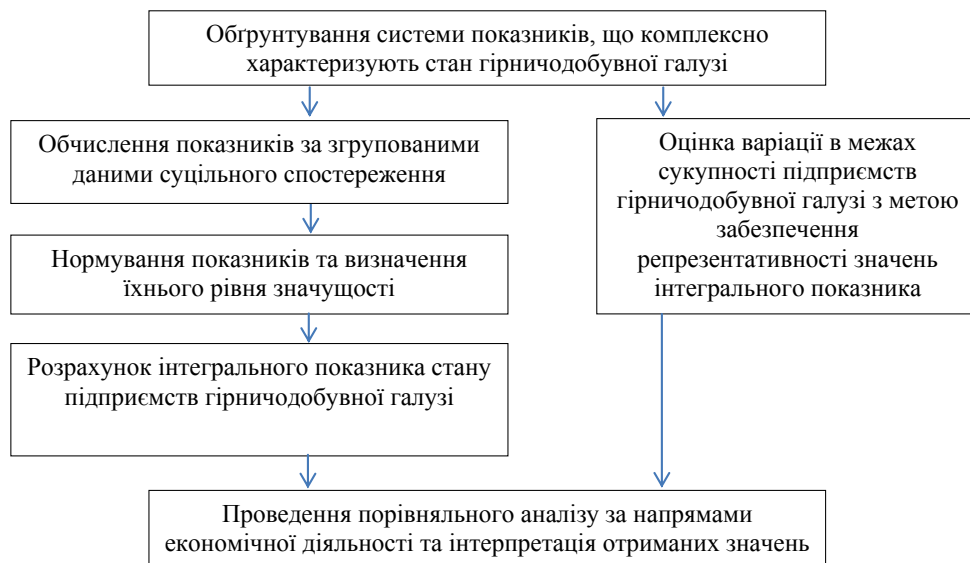 Обґрунтування системи показників, що комплексно
характеризують стан гірничодобувної галузі
Обчислення показників за згрупованими
даними суцільного спостереження
Оцінка варіації в межах
сукупності підприємств
гірничодобувної галузі з метою
забезпечення
репрезентативності значень
інтегрального показника
Нормування показників та визначення
їхнього рівня значущості
Розрахунок інтегрального показника стану
підприємств гірничодобувної галузі
Проведення порівняльного аналізу за напрямами
економічної діяльності та інтерпретація отриманих значень